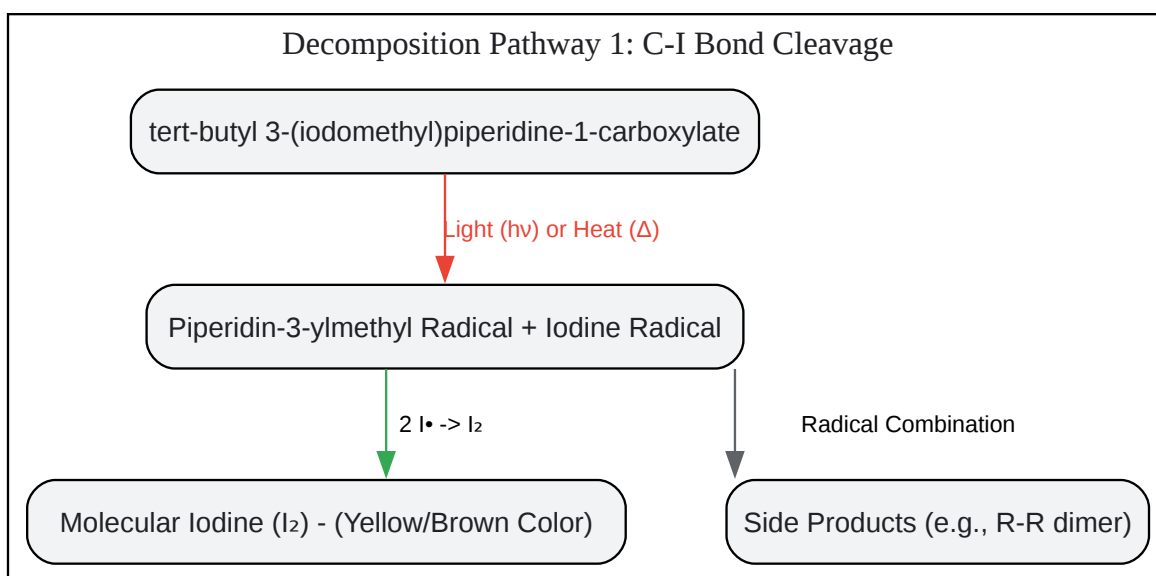 Decomposition Pathway 1: C-I Bond Cleavage
tert-butyl 3-(iodomethyl)piperidine-1-carboxylate
Light (hν) or Heat (Δ)
Piperidin-3-ylmethyl Radical + Iodine Radical
2 I• -> I₂
Radical Combination
Molecular Iodine (I₂) - (Yellow/Brown Color)
Side Products (e.g., R-R dimer)